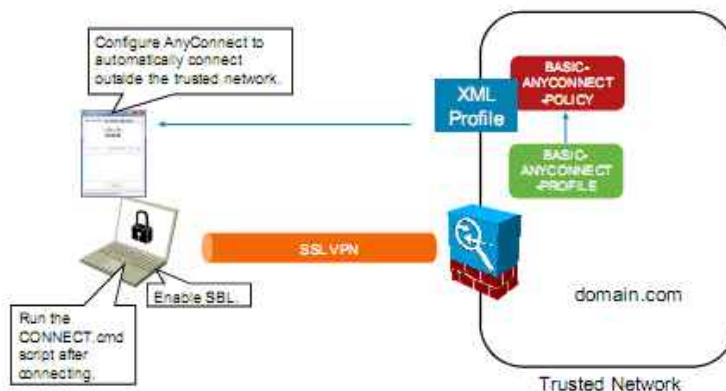 Configure AnyConnect to
automatically connect
outside the trusted network.
XML
Profile
BASIC-
ANYCONNECT
-POLICY
BASIC-
ANYCONNECT
-PROFILE
SSL VPN
Enable SBL.
Run the
CONNECT.cmd
script after
connecting.
domain.com
Trusted Network